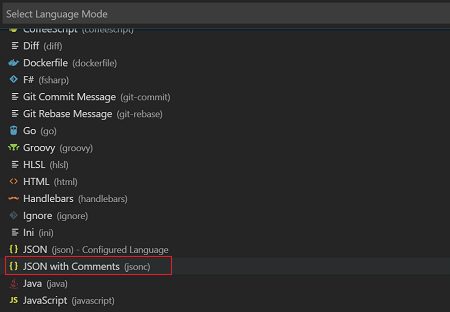 Select Language Mode
CoffeeScript (coffeescript)
Diff (diff)
Dockerfile (dockerfile)
F# (fsharp)
Git Commit Message (git-commit)
Git Rebase Message (git-rebase)
Go (go)
Groovy (groovy)
HLSL (hlsl)
HTML (html)
Handlebars (handlebars)
Ignore (ignore)
Ini (ini)
{ } JSON (json) - Configured Language
{ } JSON with Comments (jsonc)
Java (java)
JS JavaScript (javascript)